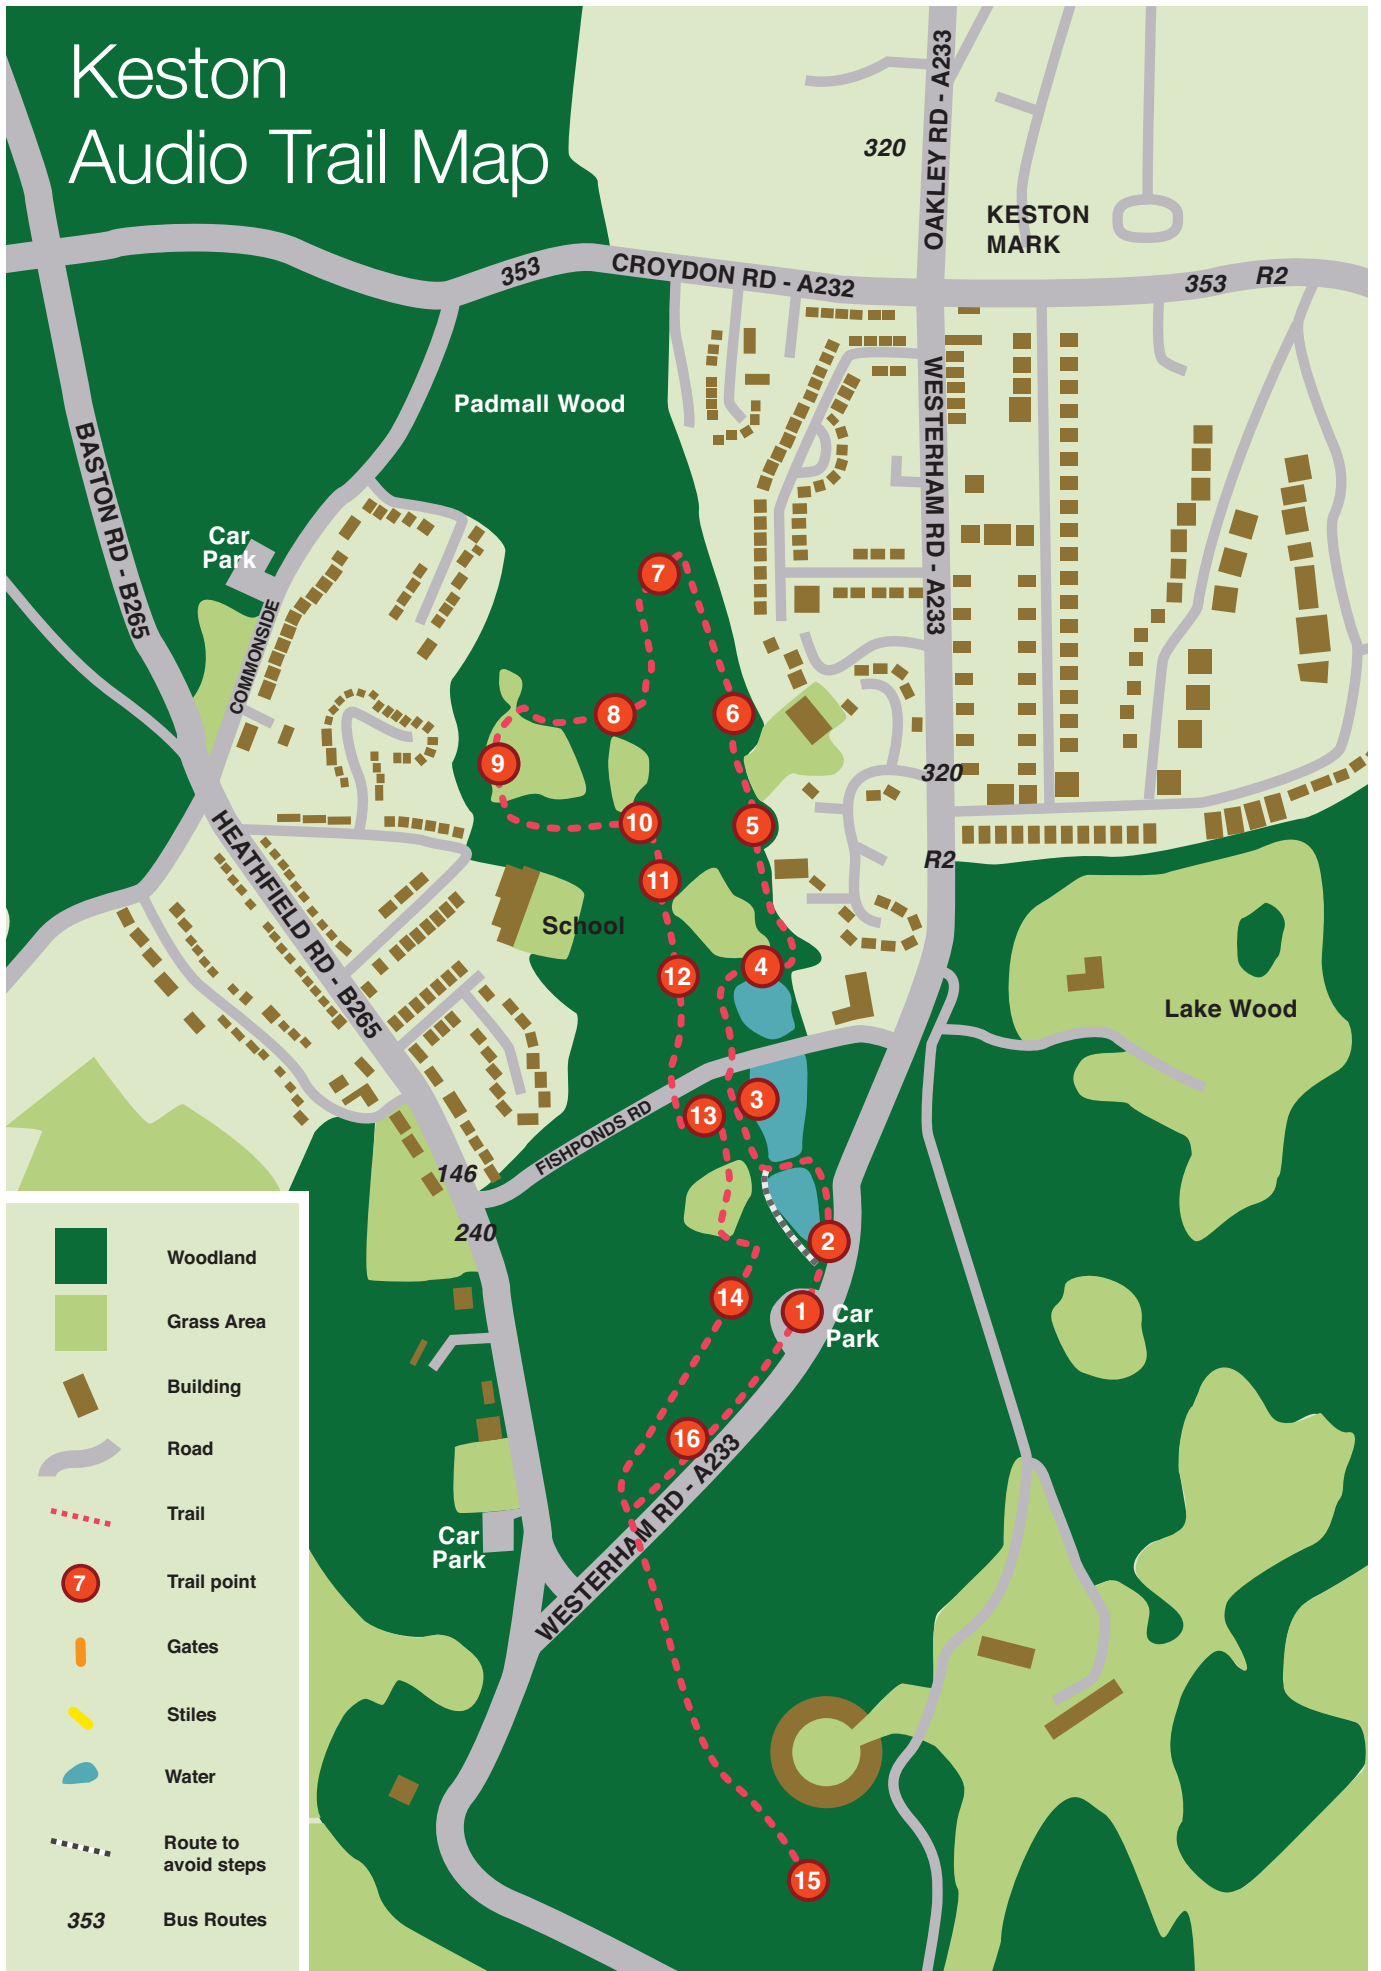 Keston
Audio Trail Map
OAKLEY RD - A233
320
KESTON
MARK
353
CROYDON RD - A232
353
R2
Padmall Wood
WESTERHAM RD - A233
BASTON RD - B265
Car
Park
COMMONSIDE
7
8
6
9
320
10
5
HEATHFIELD RD - B265
R2
11
School
4
12
Lake Wood
3
13
FISHPONDS RD
146
240
2
14
1
Car
Park
16
WESTERHAM RD - A233
Car
Park
15
Woodland
Grass Area
Building
Road
Trail
7
Trail point
Gates
Stiles
Water
Route to
avoid steps
353
Bus Routes